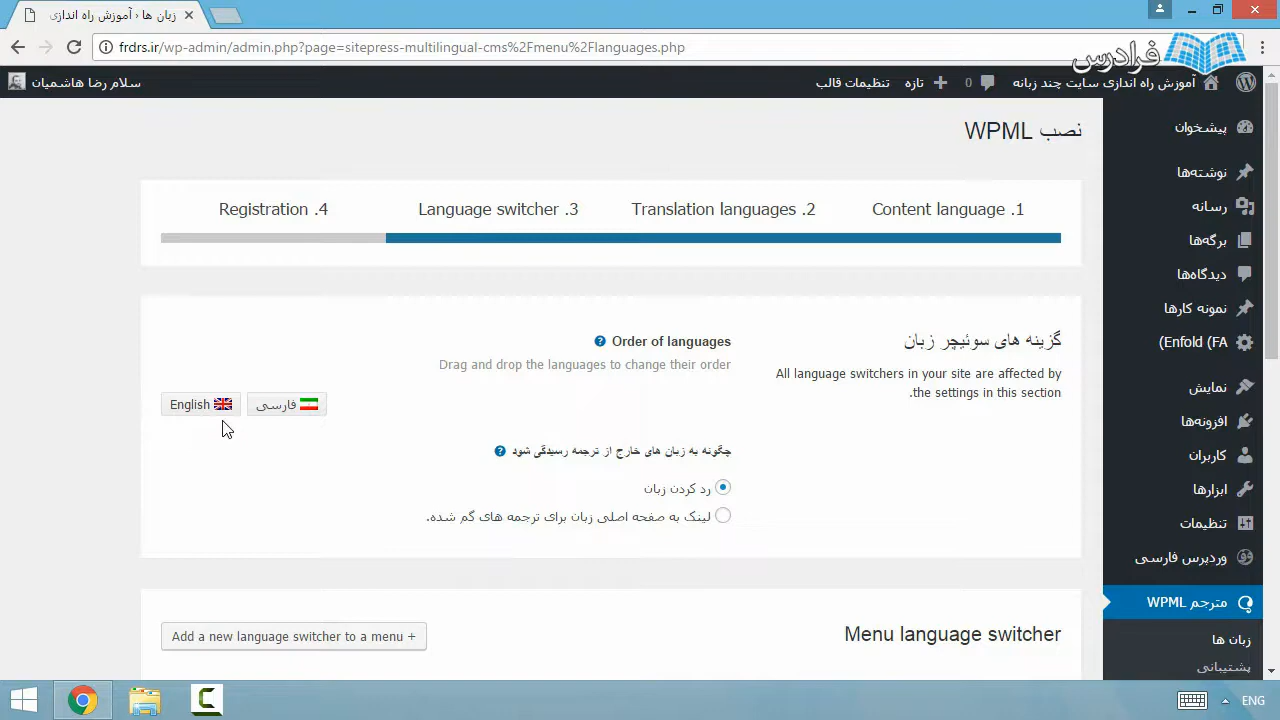 زبان ها ‹ آموزش راه اندازی
frdrs.ir/wp-admin/admin.php?page=sitepress-multilingual-cms%2Fmenu%2Flanguages.php
فرادرس
آموزش راه اندازی سایت چند زبانه
0
تازه
تنظیمات قالب
سلام رضا هاشمیان
پیشخوان
نوشته‌ها
رسانه
برگه‌ها
دیدگاه‌ها
نمونه کارها
(Enfold (FA
نمایش
افزونه‌ها
کاربران
ابزارها
تنظیمات
وردپرس فارسی
مترجم WPML
زبان ها
پشتیبانی
نصب WPML
1. Content language
2. Translation languages
3. Language switcher
4. Registration
گزینه های سوئیچر زبان
All language switchers in your site are affected by
the settings in this section.
Order of languages
Drag and drop the languages to change their order
فارسی
English
چگونه به زبان های خارج از ترجمه رسیدگی شود
رد کردن زبان
لینک به صفحه اصلی زبان برای ترجمه های گم شده.
Menu language switcher
Add a new language switcher to a menu +
ENG